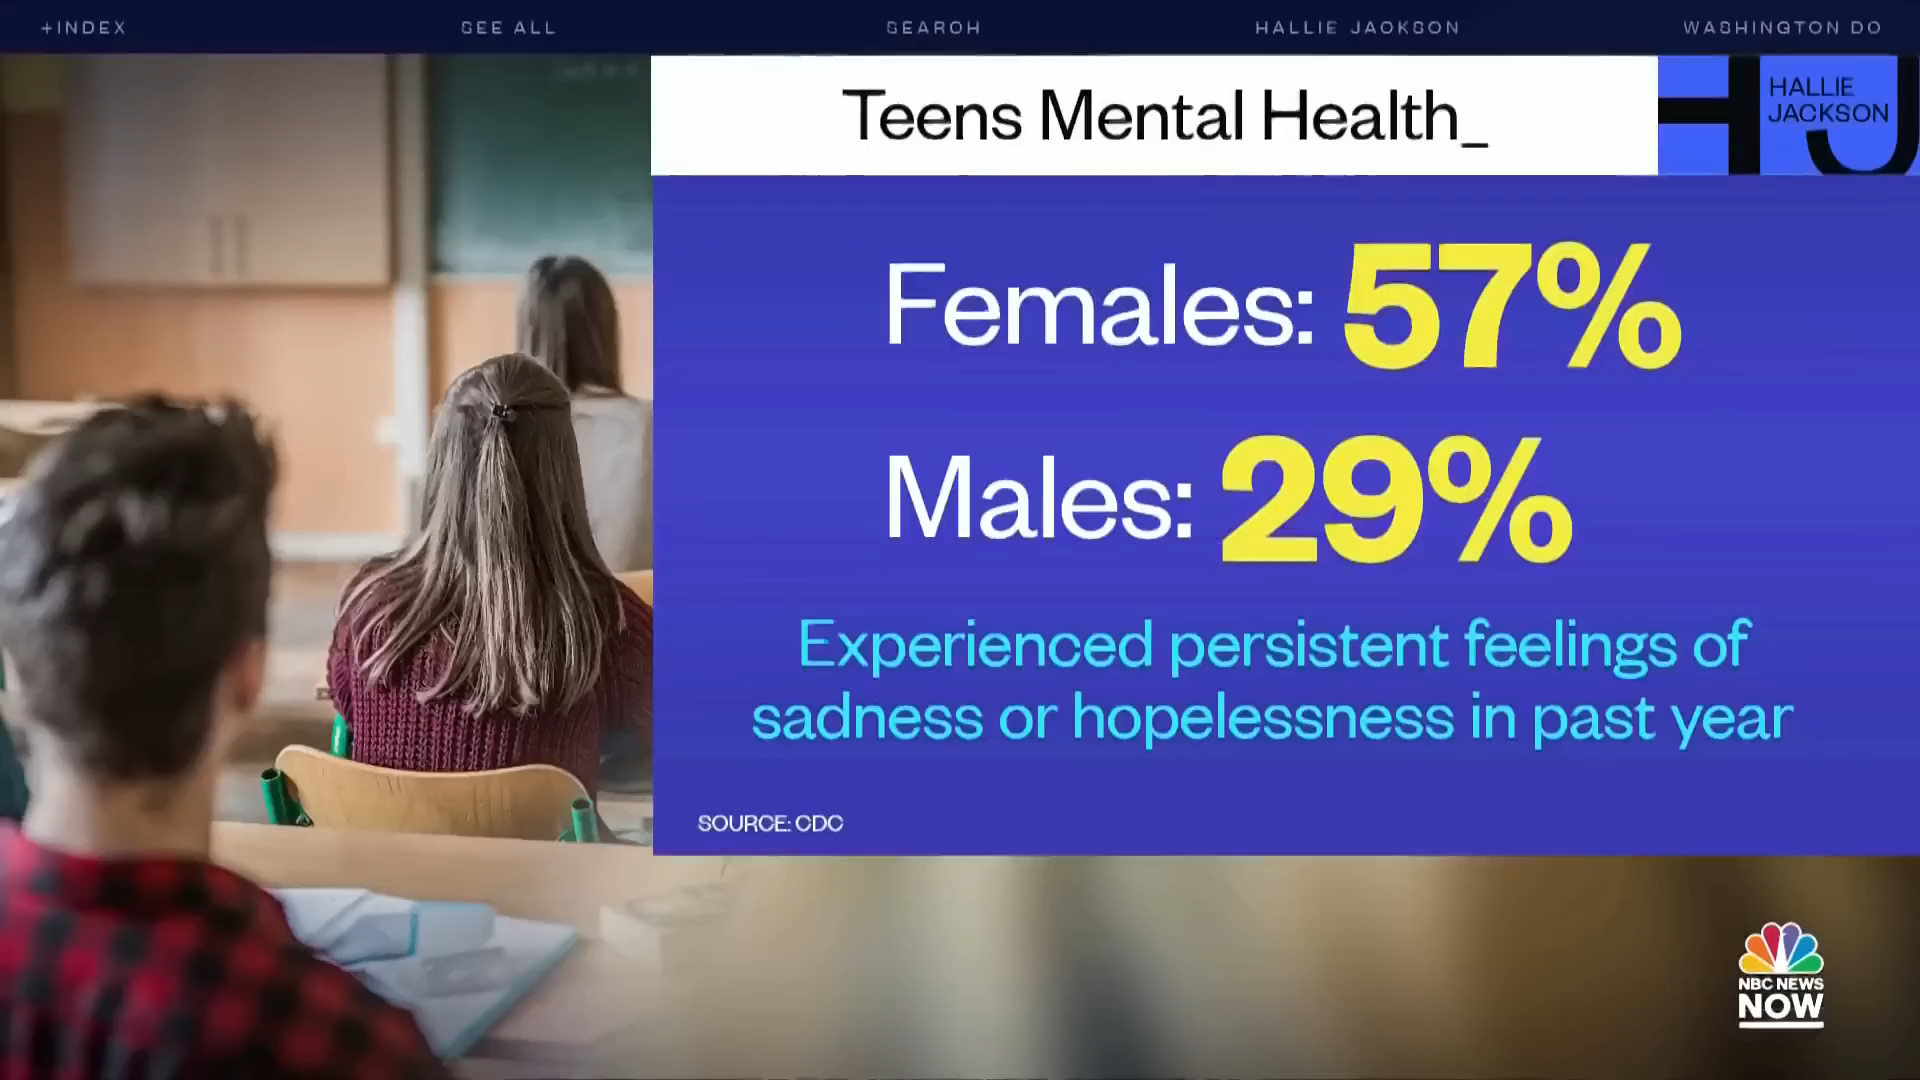 +INDEX
SEE ALL
SEARCH
HALLIE JACKSON
WASHINGTON DC
Teens Mental Health_
HALLIE
JACKSON
Females: 57%
Males: 29%
Experienced persistent feelings of
sadness or hopelessness in past year
SOURCE: CDC
NBC NEWS
NOW